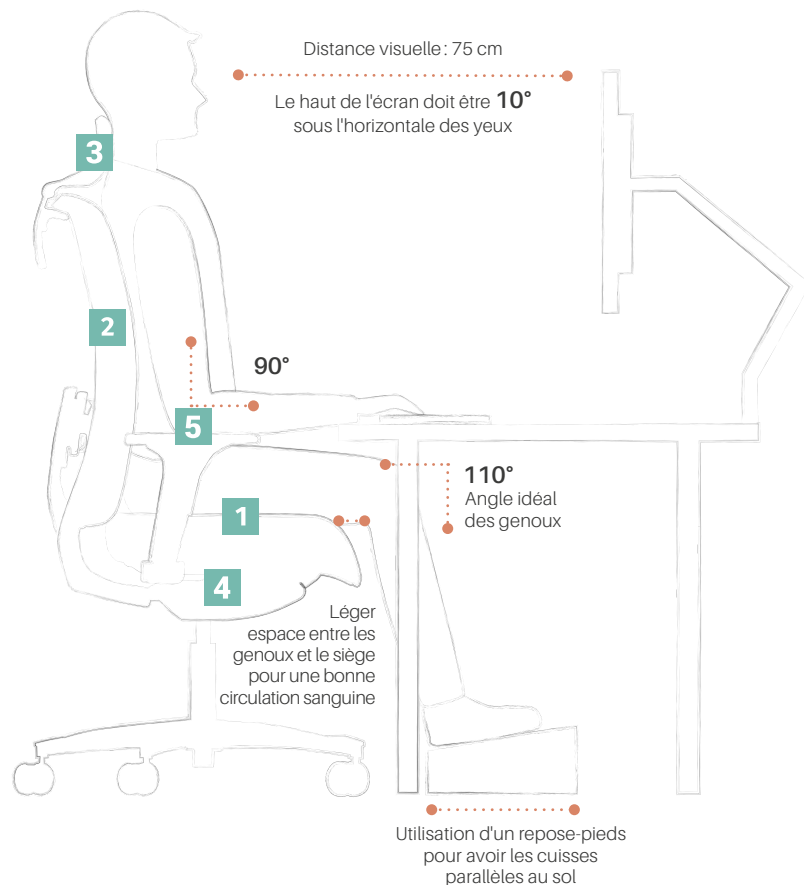 Distance visuelle : 75 cm
Le haut de l'écran doit être 10°
sous l'horizontale des yeux
3
2
90°
5
110°
Angle idéal
des genoux
1
4
Léger
espace entre les
genoux et le siège
pour une bonne
circulation sanguine
Utilisation d'un repose-pieds
pour avoir les cuisses
parallèles au sol